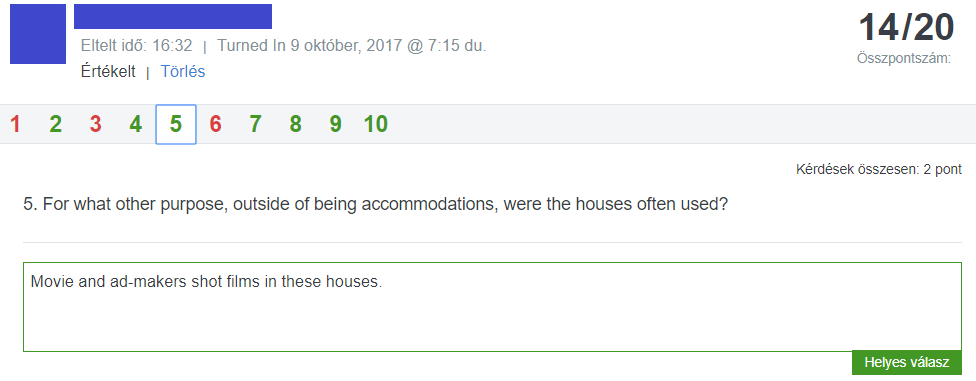 14/20
Eltelt idő: 16:32 | Turned In 9 október, 2017 @ 7:15 du.
Összpontszám:
Értékelt | Törlés
1 2 3 4 5 6 7 8 9 10
Kérdések összesen: 2 pont
5. For what other purpose, outside of being accommodations, were the houses often used?
Movie and ad-makers shot films in these houses.
Helyes válasz